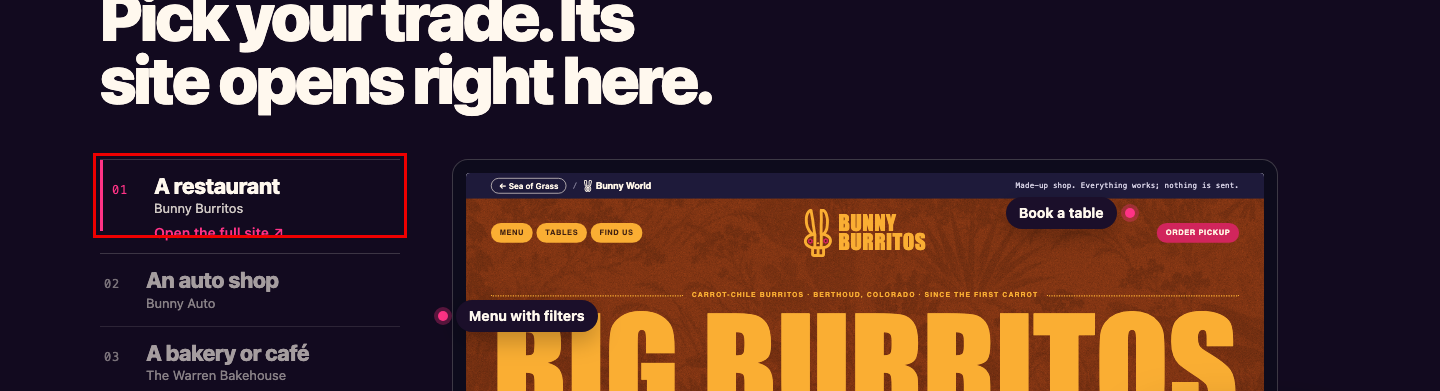 Pick your trade. Its
site opens right here.
01
A restaurant
Bunny Burritos
Open the full site ↗
02
An auto shop
Bunny Auto
03
A bakery or café
The Warren Bakehouse
← Sea of Grass / Bunny World
Made-up shop. Everything works; nothing is sent.
Book a table
MENU
TABLES
FIND US
BUNNY
BURRITOS
ORDER PICKUP
CARROT-CHILE BURRITOS · BERTHOUD, COLORADO · SINCE THE FIRST CARROT
Menu with filters
BIG BURRITOS